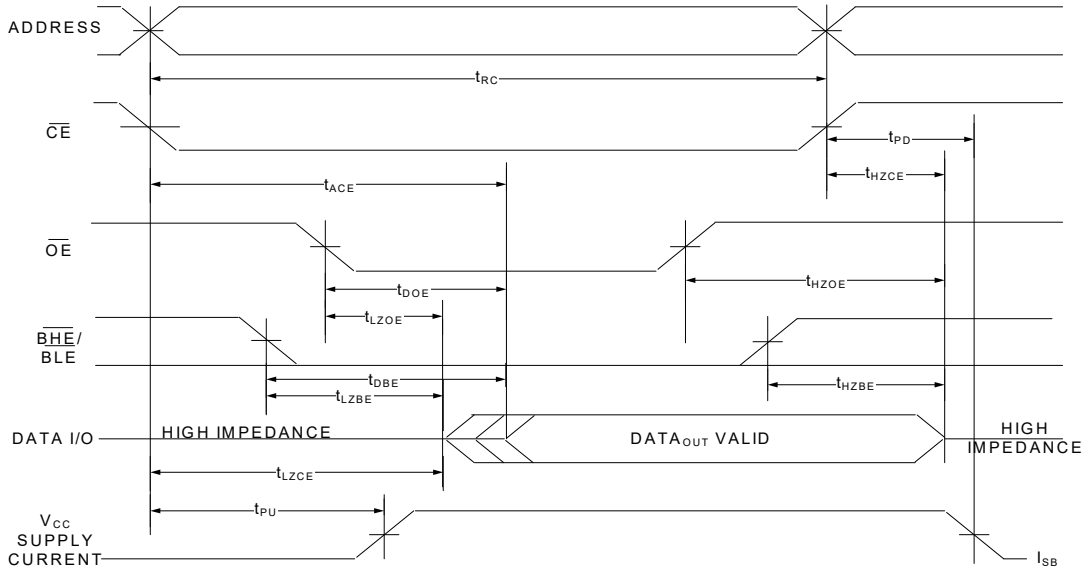 ADDRESS
tRC
CE
tPD
tHZCE
tACE
OE
tHZOE
tDOE
tLZOE
BHE/
BLE
tDBE
tHZBE
tLZBE
DATA I/O
HIGH IMPEDANCE
DATAOUT VALID
HIGH
IMPEDANCE
tLZCE
tPU
VCC
SUPPLY
CURRENT
ISB